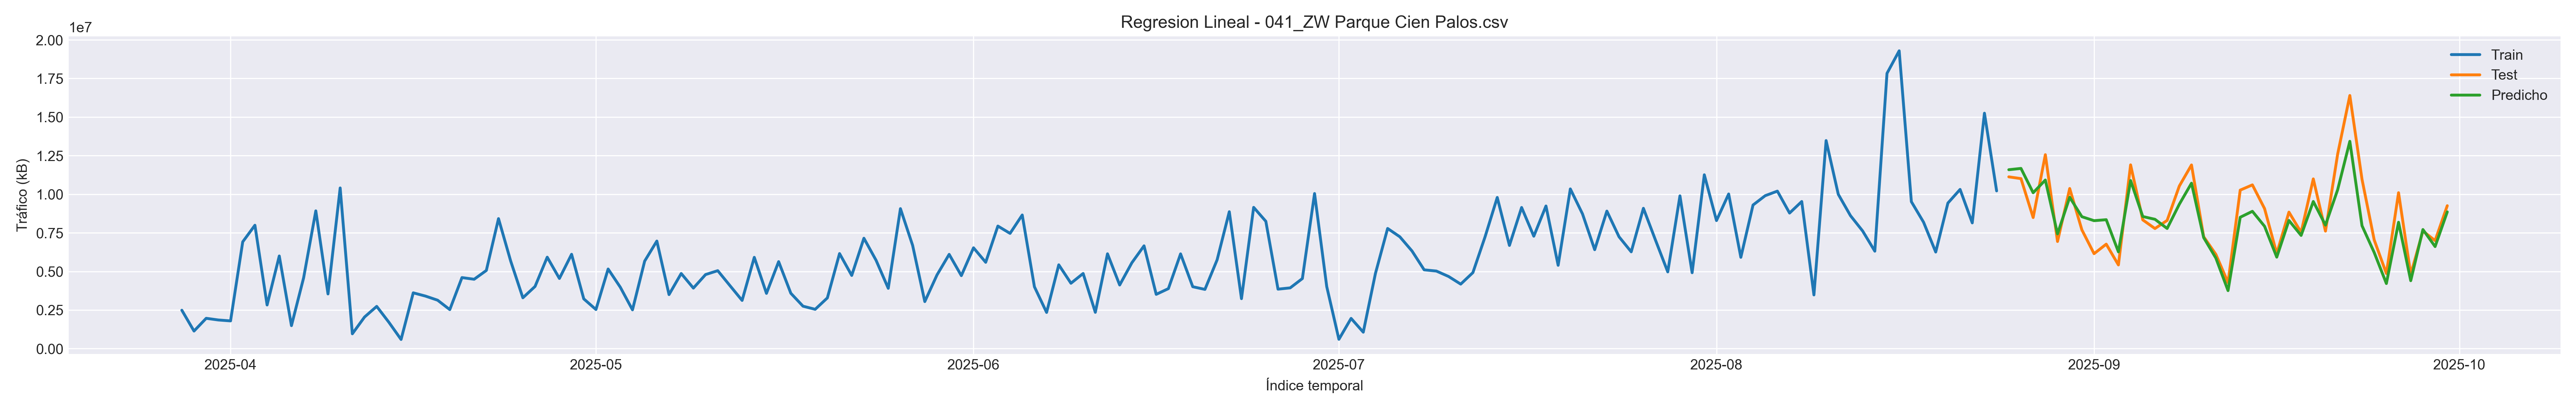 Regresion Lineal - 041_ZW Parque Cien Palos.csv
1e7
2.00
1.75
1.50
1.25
1.00
0.75
0.50
0.25
0.00
Tráfico (kB)
Train
Test
Predicho
2025-04
2025-05
2025-06
2025-07
2025-08
2025-09
2025-10
Índice temporal